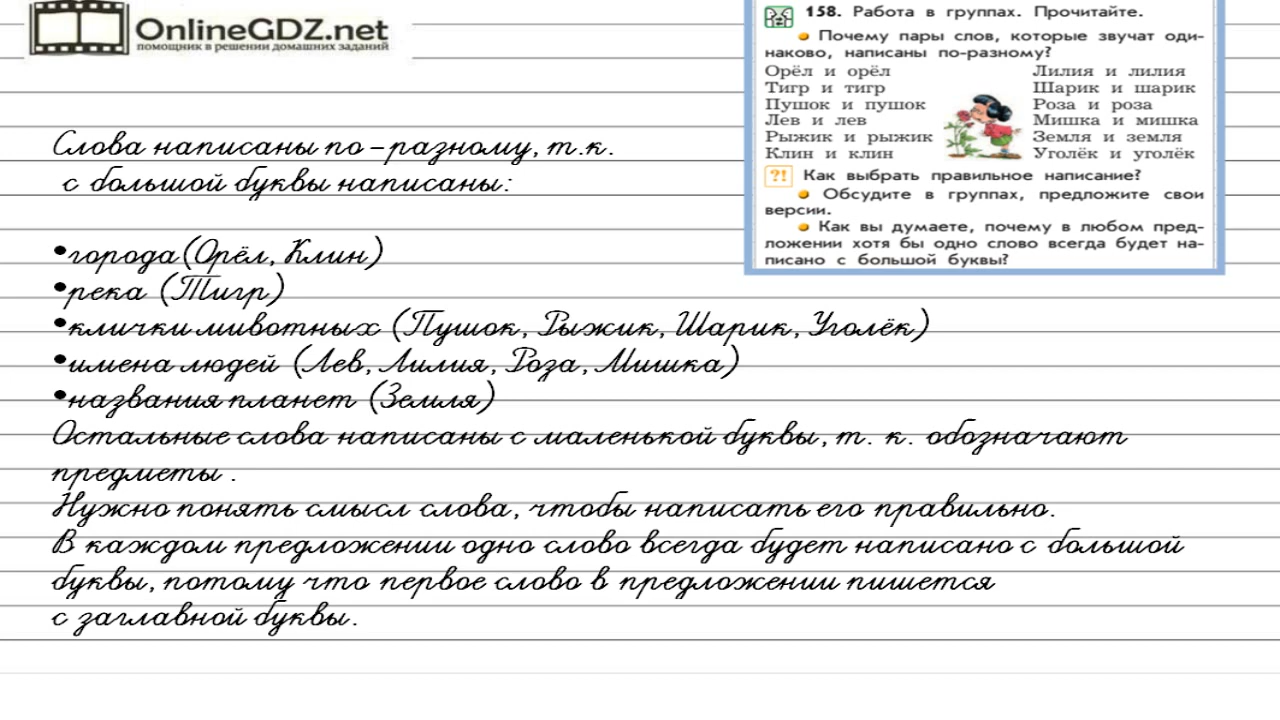 OnlineGDZ.net
помощник в решении домашних заданий
158. Работа в группах. Прочитайте.
Почему пары слов, которые звучат оди-
наково, написаны по-разному?
Орёл и орёл
Тигр и тигр
Пушок и пушок
Лев и лев
Рыжик и рыжик
Клин и клин
Лилия и лилия
Шарик и шарик
Роза и роза
Мишка и мишка
Земля и земля
Уголёк и уголёк
?! Как выбрать правильное написание?
Обсудите в группах, предложите свои
версии.
Как вы думаете, почему в любом пред-
ложении хотя бы одно слово всегда будет на-
писано с большой буквы?
Слова написаны по-разному, т.к.
с большой буквы написаны:
•города(Орёл, Клин)
•река (Тигр)
•клички животных (Пушок, Рыжик, Шарик, Уголёк)
•имена людей (Лев, Лилия, Роза, Мишка)
•названия планет (Земля)
Остальные слова написаны с маленькой буквы, т. к. обозначают
предметы .
Нужно понять смысл слова, чтобы написать его правильно.
В каждом предложении одно слово всегда будет написано с большой
буквы, потому что первое слово в предложении пишется
с заглавной буквы.